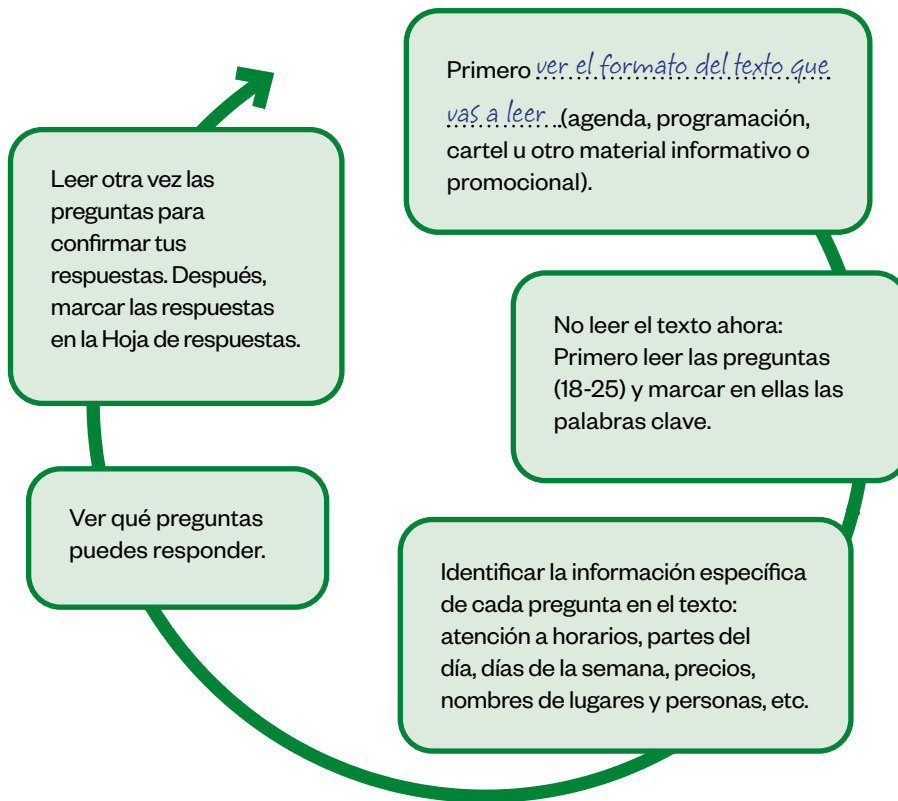 Primero ver el formato del texto que
vas a leer (agenda, programación,
cartel u otro material informativo o
promocional).
No leer el texto ahora:
Primero leer las preguntas
(18-25) y marcar en ellas las
palabras clave.
Identificar la información específica
de cada pregunta en el texto:
atención a horarios, partes del
día, días de la semana, precios,
nombres de lugares y personas, etc.
Ver qué preguntas
puedes responder.
Leer otra vez las
preguntas para
confirmar tus
respuestas. Después,
marcar las respuestas
en la Hoja de respuestas.